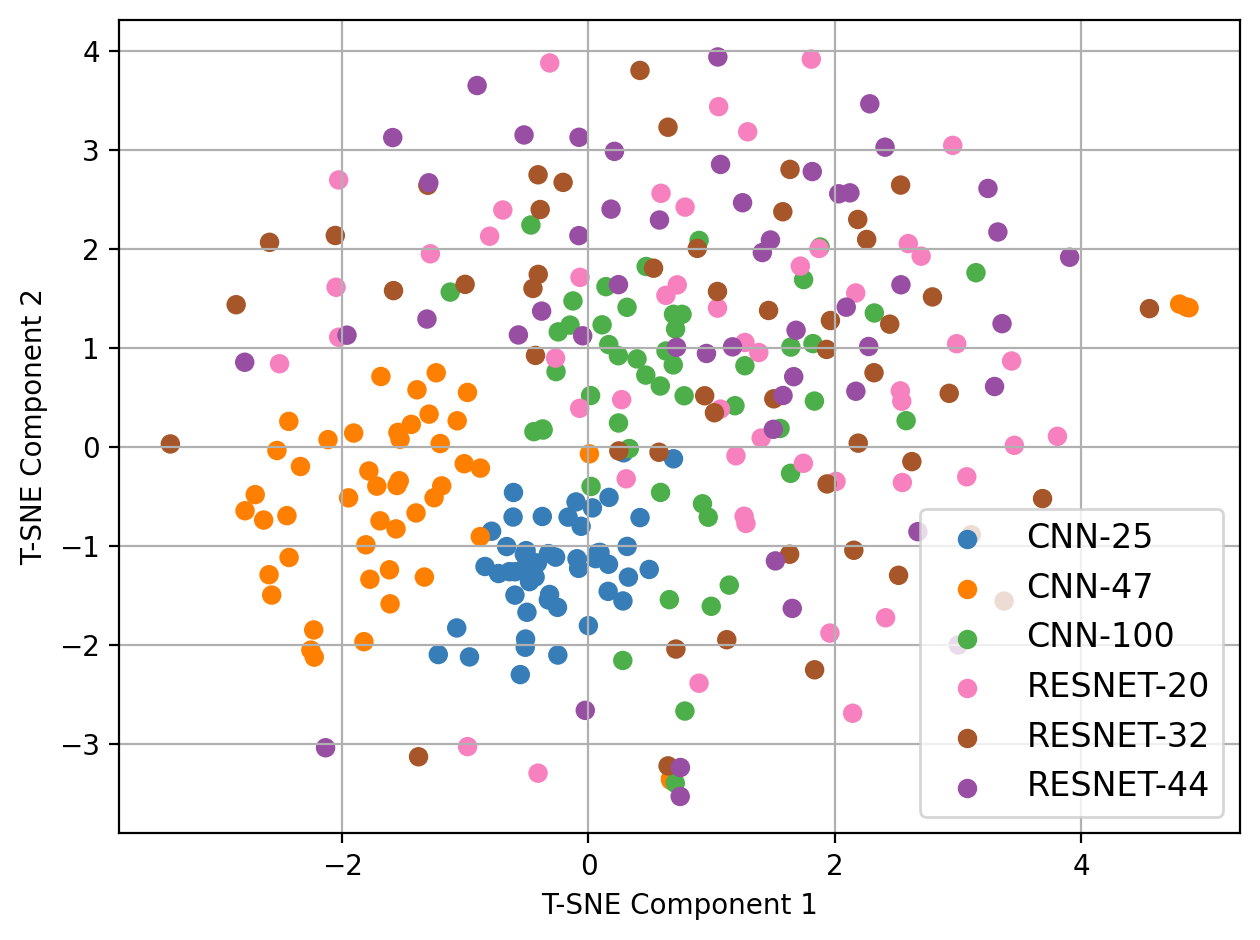 4
3
2
1
0
−1
−2
−3
T-SNE Component 2
CNN-25
CNN-47
CNN-100
RESNET-20
RESNET-32
RESNET-44
−2
0
2
4
T-SNE Component 1